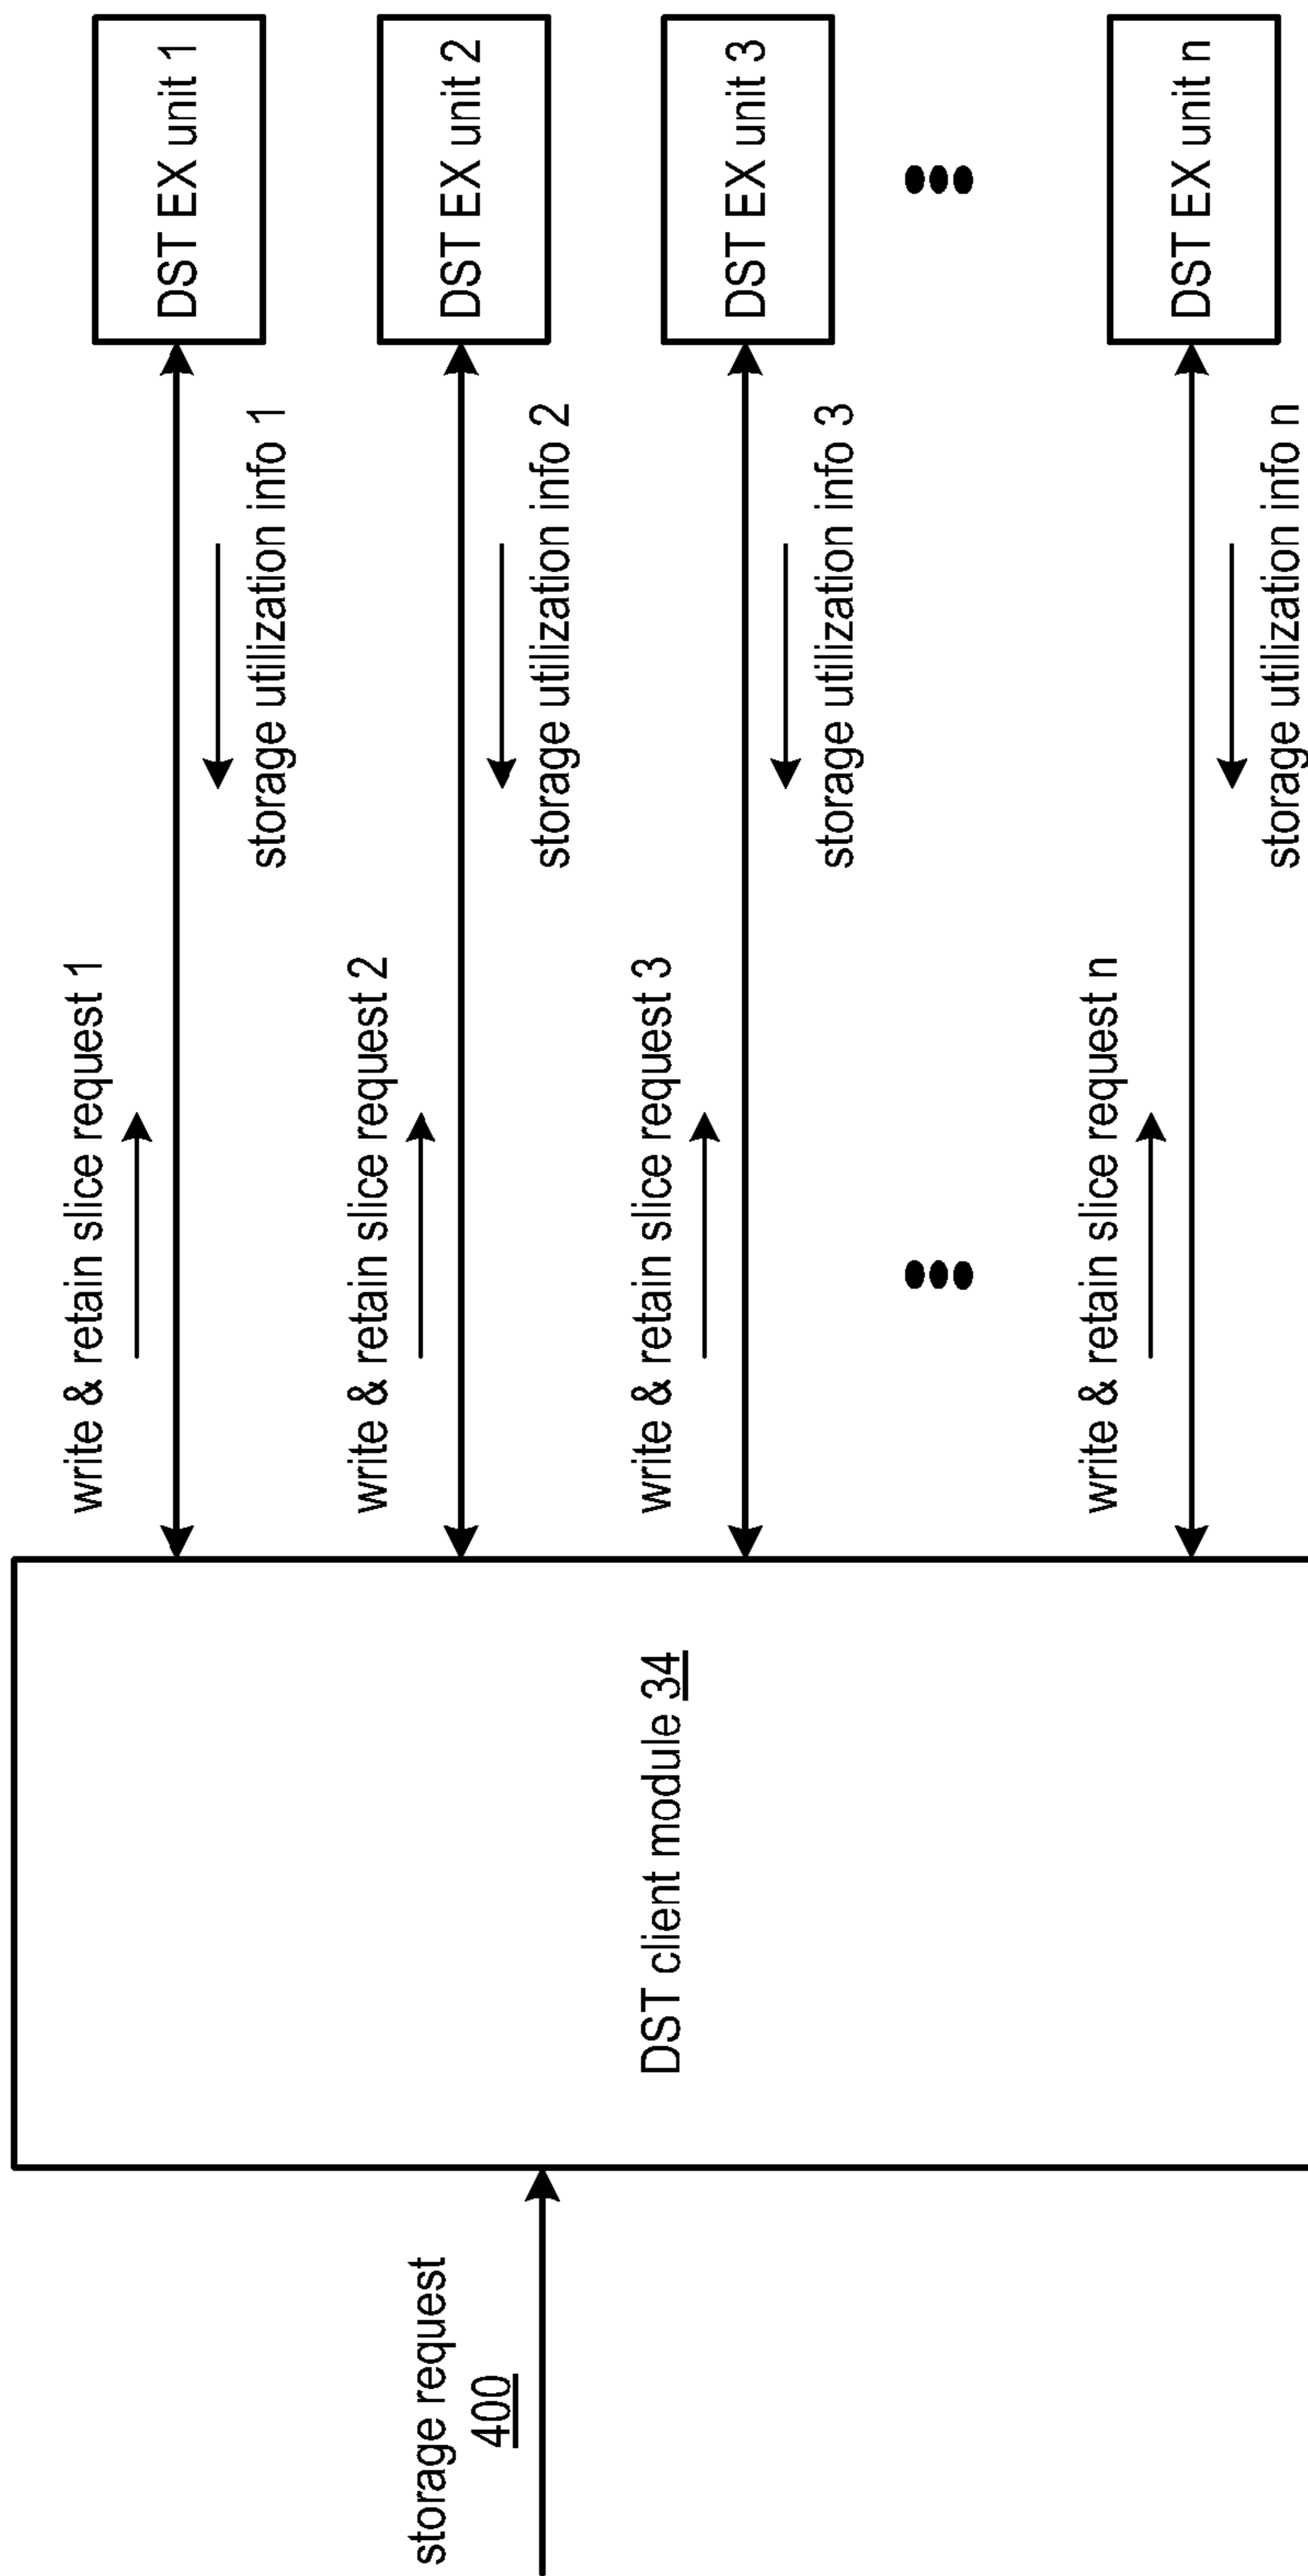 storage request
400
DST client module 34
write & retain slice request 1
storage utilization info 1
DST EX unit 1
write & retain slice request 2
storage utilization info 2
DST EX unit 2
write & retain slice request 3
storage utilization info 3
DST EX unit 3
write & retain slice request n
storage utilization info n
DST EX unit n